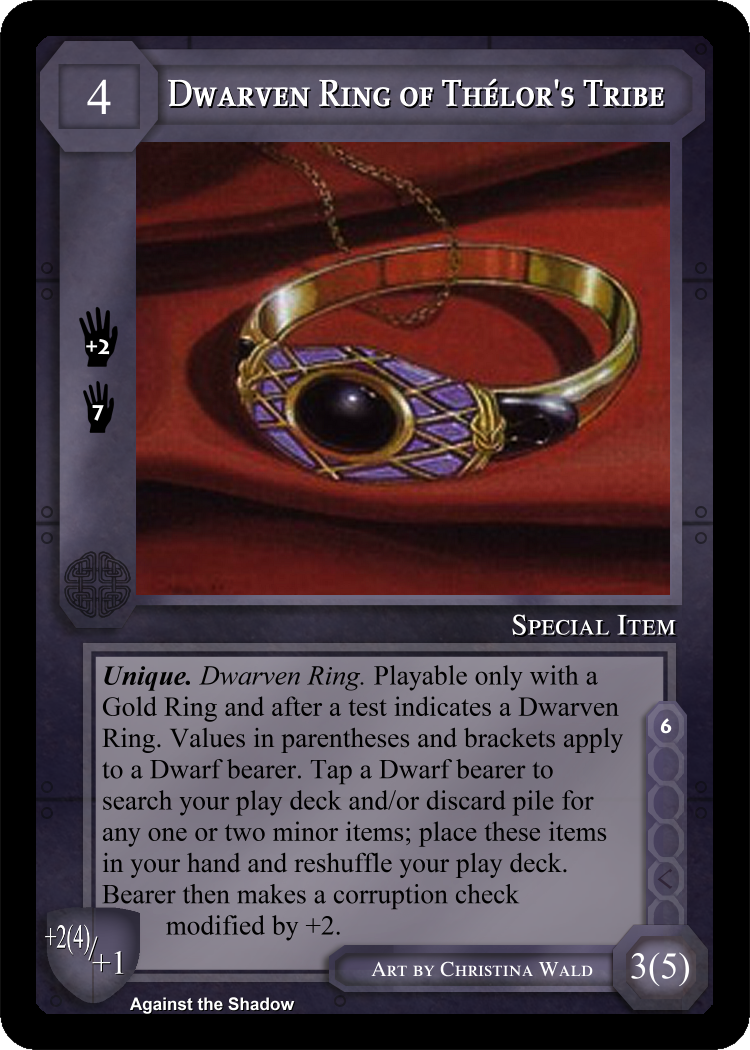 4
Dwarven Ring of Thélor's Tribe
+2
7
Special Item
Unique. Dwarven Ring. Playable only with a
Gold Ring and after a test indicates a Dwarven
Ring. Values in parentheses and brackets apply
to a Dwarf bearer. Tap a Dwarf bearer to
search your play deck and/or discard pile for
any one or two minor items; place these items
in your hand and reshuffle your play deck.
Bearer then makes a corruption check
modified by +2.
6
+2(4)/+1
Art by Christina Wald
3(5)
Against the Shadow